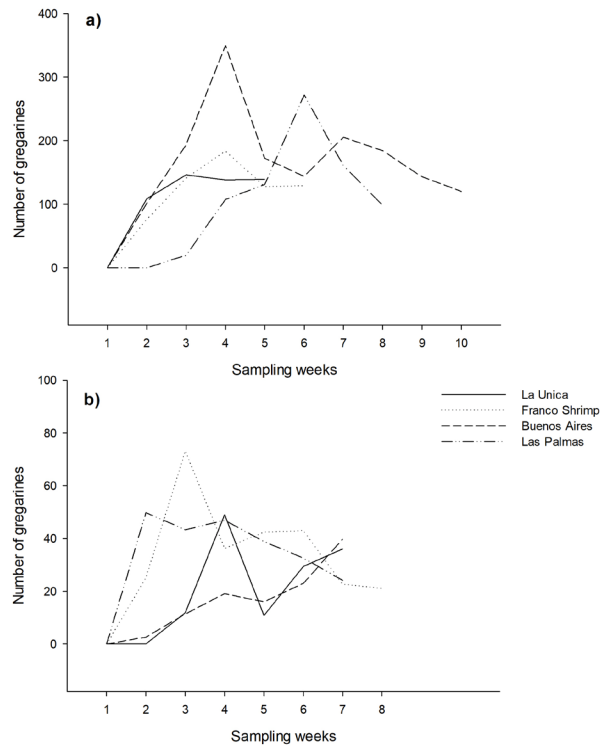 a)
400
300
200
100
0
Number of gregarines
1 2 3 4 5 6 7 8 9 10
Sampling weeks
b)
100
80
60
40
20
0
Number of gregarines
1 2 3 4 5 6 7 8
Sampling weeks
La Unica
Franco Shrimp
Buenos Aires
Las Palmas